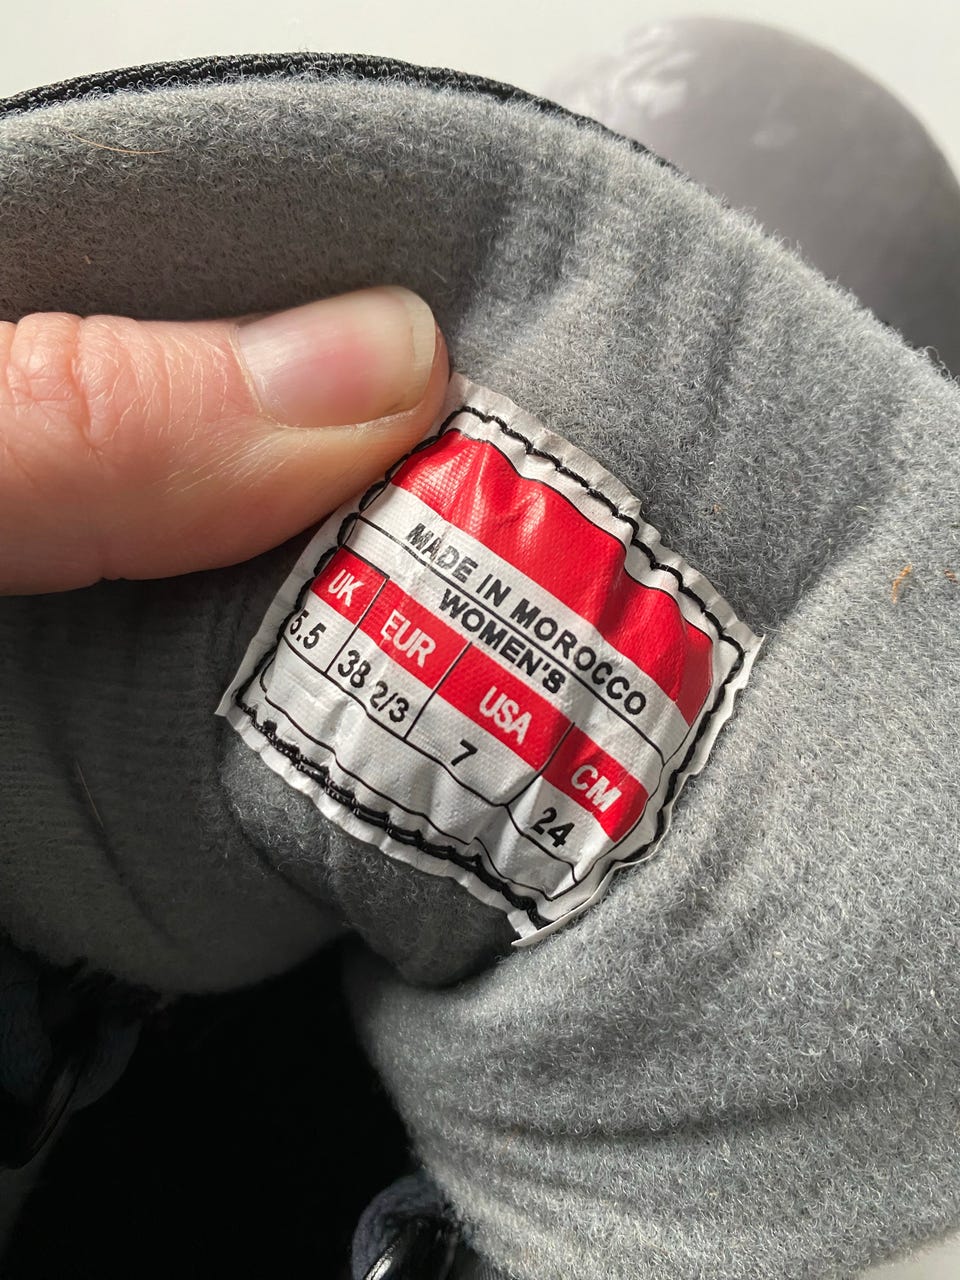 MADE IN MOROCCO
WOMEN'S
UK EUR USA CM
5.5 38 2/3 7 24